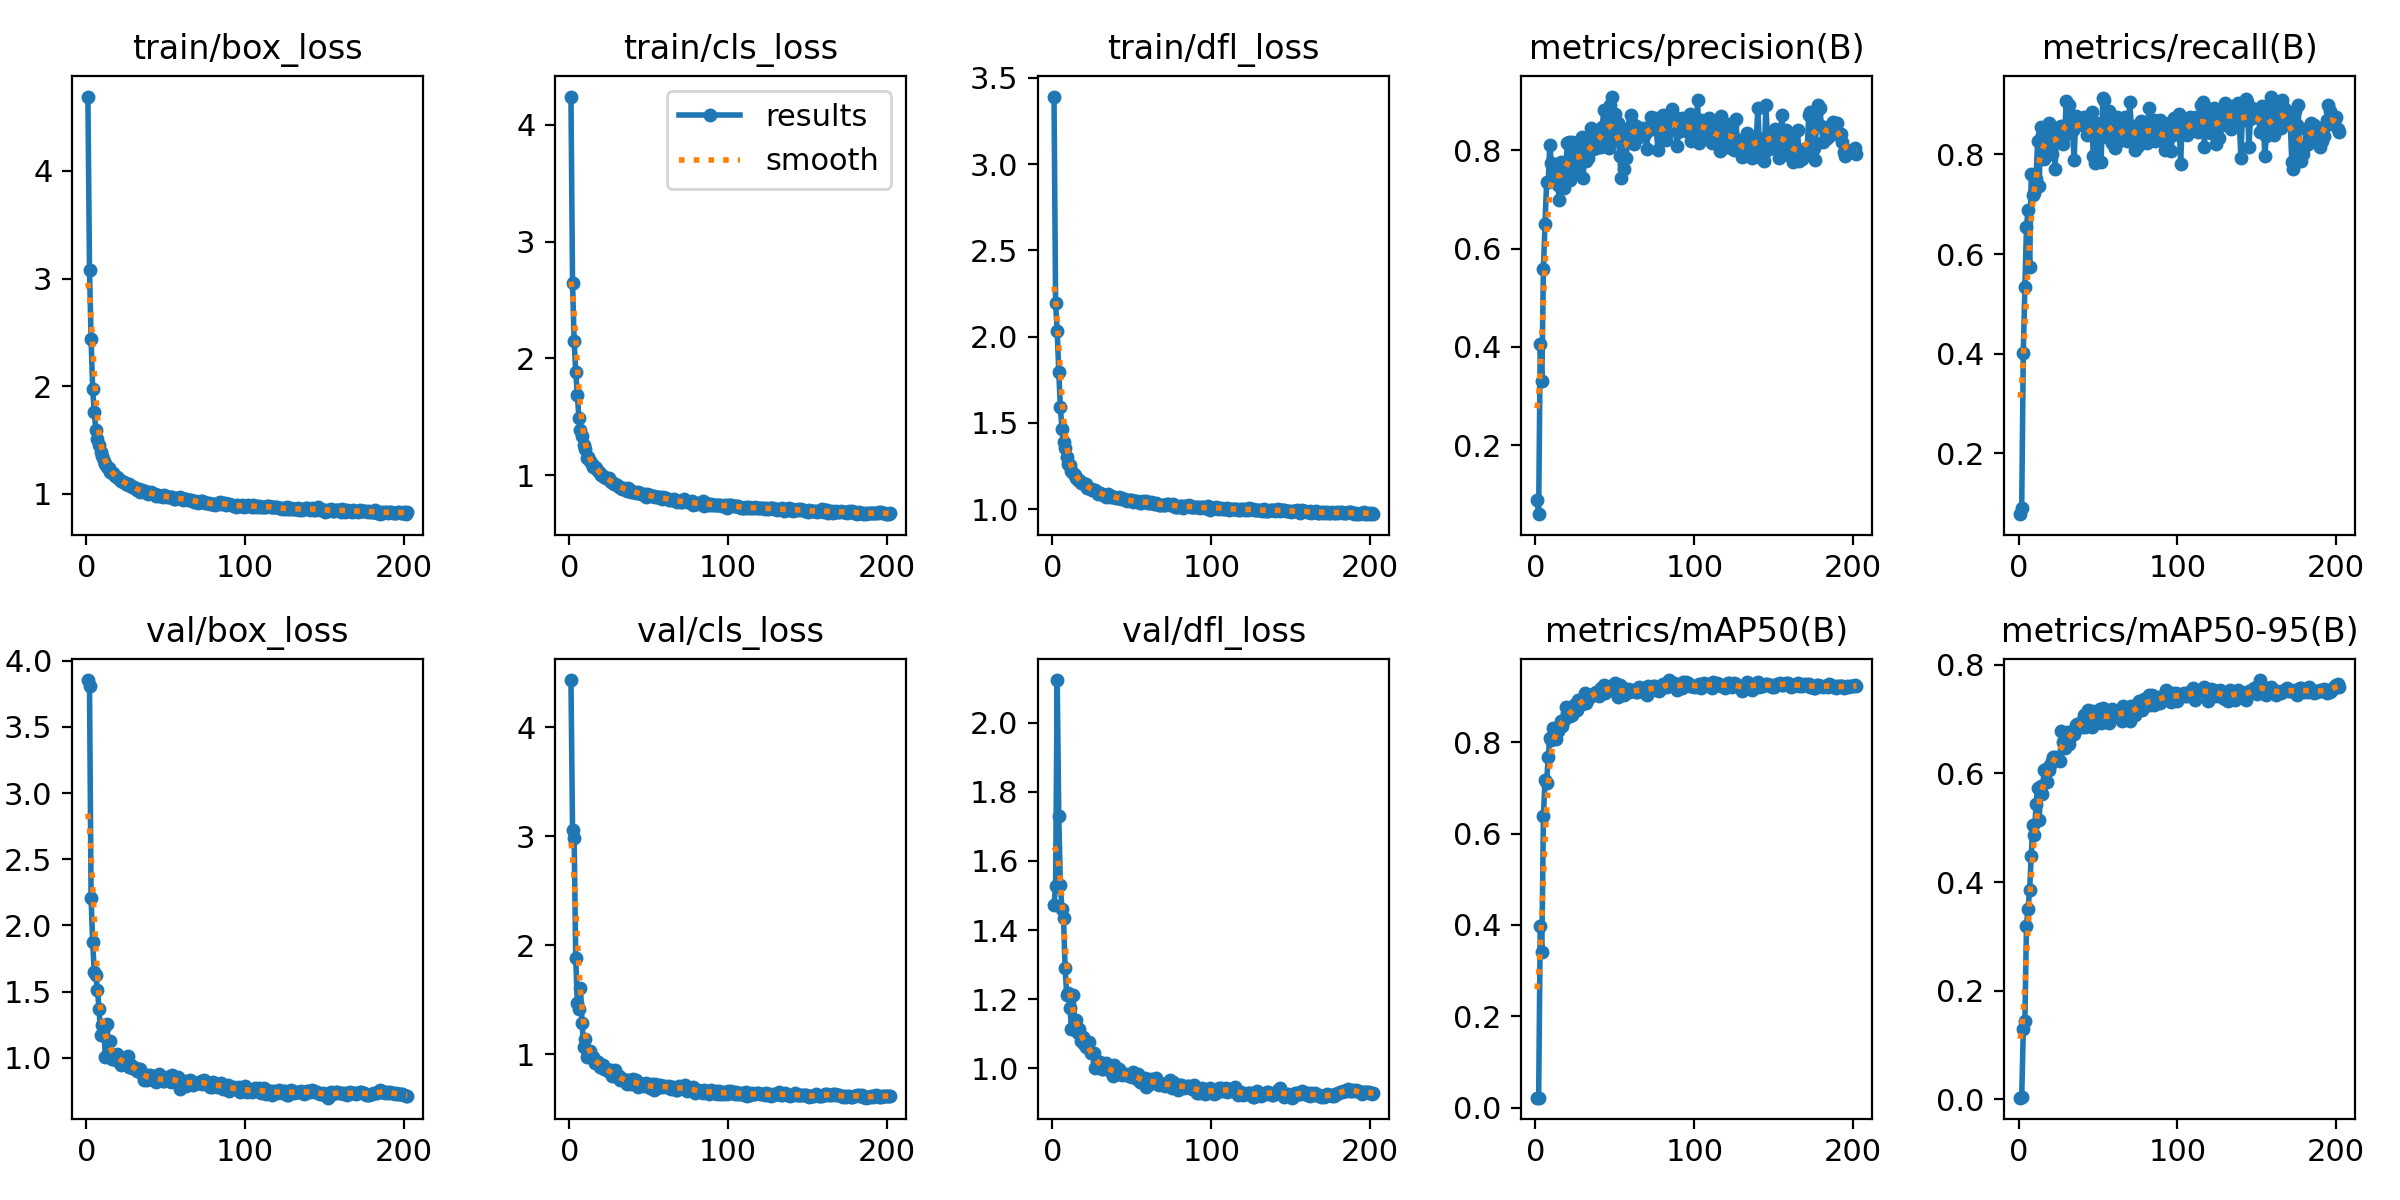 train/box_loss
4
3
2
1
0 100 200
train/cls_loss
results
smooth
4
3
2
1
0 100 200
train/dfl_loss
3.5
3.0
2.5
2.0
1.5
1.0
0 100 200
metrics/precision(B)
0.8
0.6
0.4
0.2
0 100 200
metrics/recall(B)
0.8
0.6
0.4
0.2
0 100 200
val/box_loss
4.0
3.5
3.0
2.5
2.0
1.5
1.0
0 100 200
val/cls_loss
4
3
2
1
0 100 200
val/dfl_loss
2.0
1.8
1.6
1.4
1.2
1.0
0 100 200
metrics/mAP50(B)
0.8
0.6
0.4
0.2
0.0
0 100 200
metrics/mAP50-95(B)
0.8
0.6
0.4
0.2
0.0
0 100 200